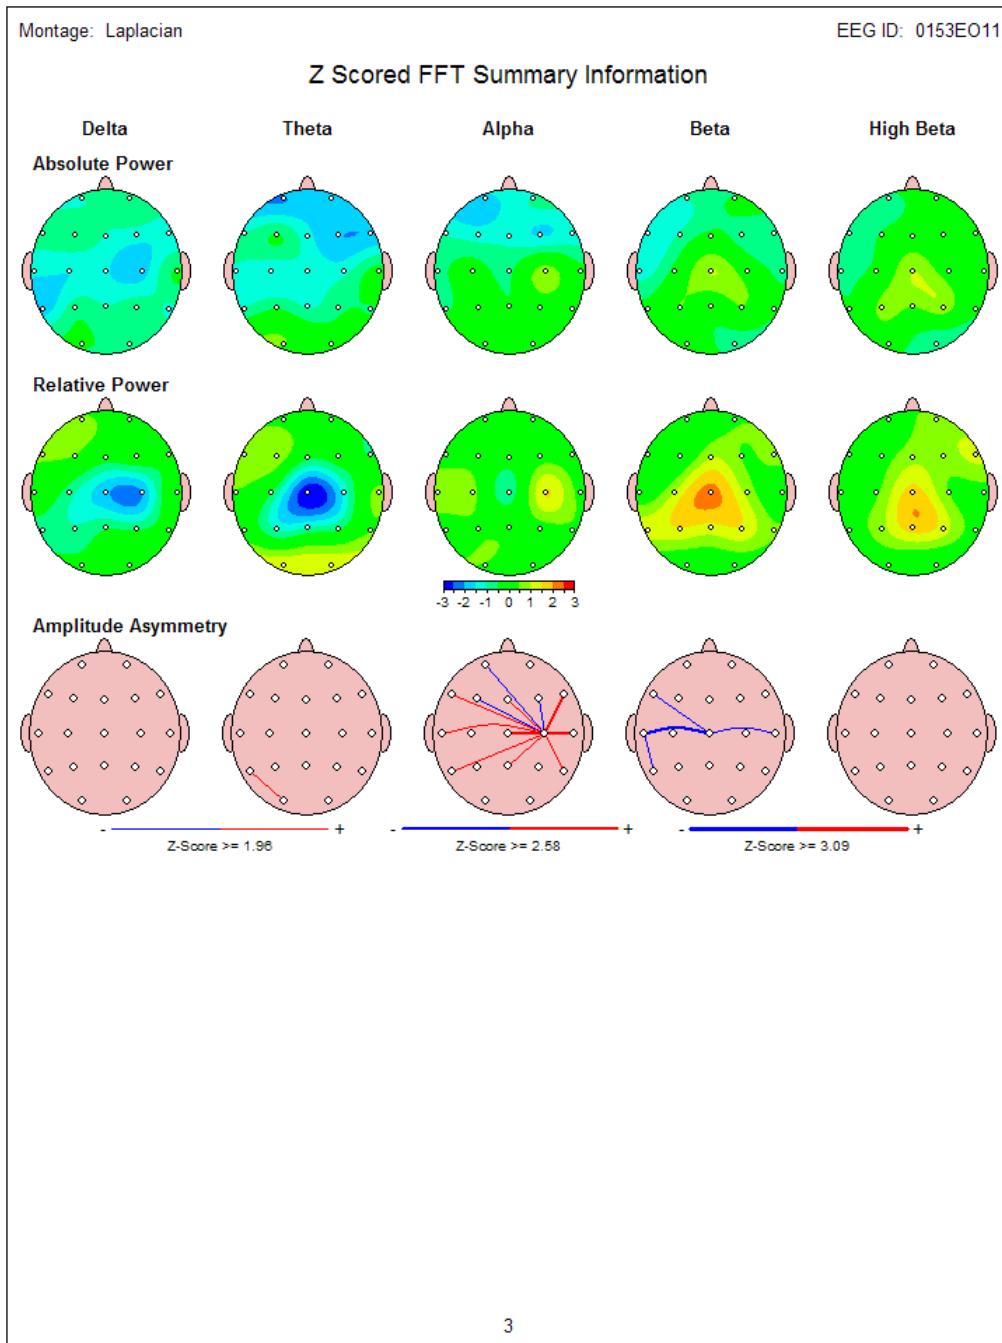 Montage: Laplacian EEG ID: 0153EO11
Z Scored FFT Summary Information
Delta Theta Alpha Beta High Beta
Absolute Power
Relative Power
-3 -2 -1 0 1 2 3
Amplitude Asymmetry
- + - + - +
Z-Score >= 1.96 Z-Score >= 2.58 Z-Score >= 3.09
3